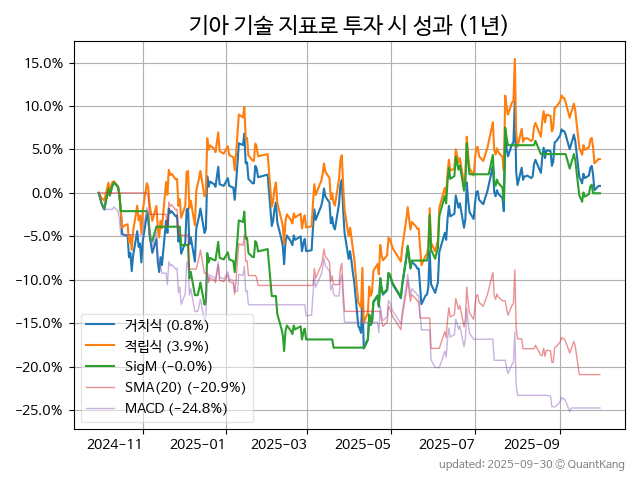 기아 기술 지표로 투자 시 성과 (1년)
15.0%
10.0%
5.0%
0.0%
−5.0%
−10.0%
−15.0%
−20.0%
−25.0%
거치식 (0.8%)
적립식 (3.9%)
SigM (−0.0%)
SMA(20) (−20.9%)
MACD (−24.8%)
2024-11 2025-01 2025-03 2025-05 2025-07 2025-09
updated: 2025-09-30 © QuantKang